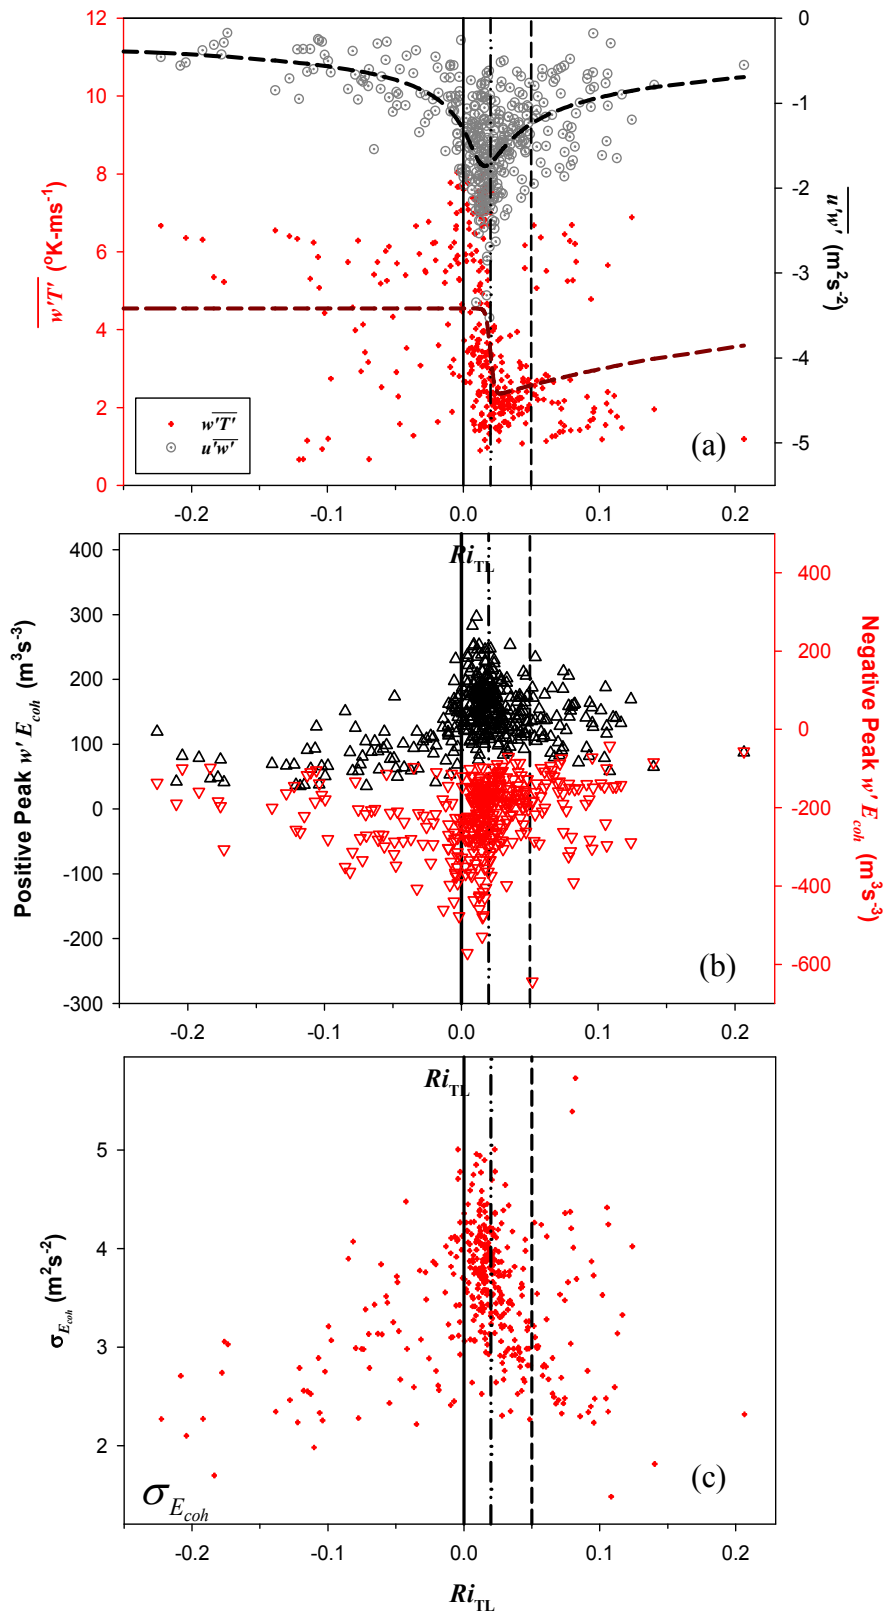 12
10
8
6
4
2
0
w'T' (°K-ms⁻¹)
0
-1
-2
-3
-4
-5
u'w' (m²s⁻²)
w'T'
u'w'
(a)
-0.2 -0.1 0.0 0.1 0.2
Ri_TL
400
300
200
100
0
-100
-200
-300
Positive Peak w' E_coh (m³s⁻³)
400
200
0
-200
-400
-600
Negative Peak w' E_coh (m³s⁻³)
(b)
-0.2 -0.1 0.0 0.1 0.2
Ri_TL
5
4
3
2
σ_E_coh (m²s⁻²)
σ_E_coh
(c)
-0.2 -0.1 0.0 0.1 0.2
Ri_TL